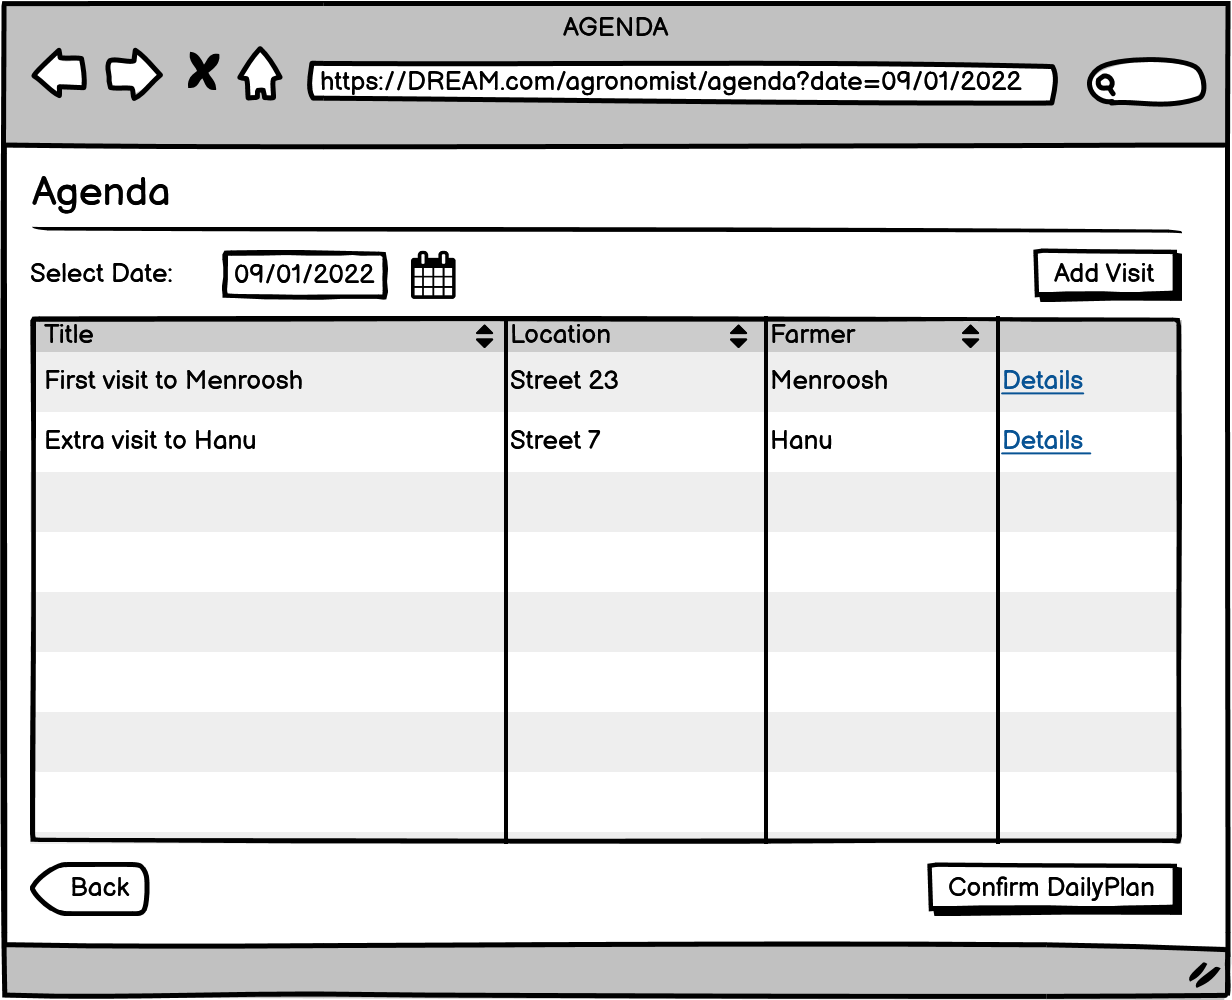 AGENDA
https://DREAM.com/agronomist/agenda?date=09/01/2022
Agenda
Select Date: 09/01/2022 Add Visit
Title Location Farmer
First visit to Menroosh Street 23 Menroosh Details
Extra visit to Hanu Street 7 Hanu Details
Back Confirm DailyPlan